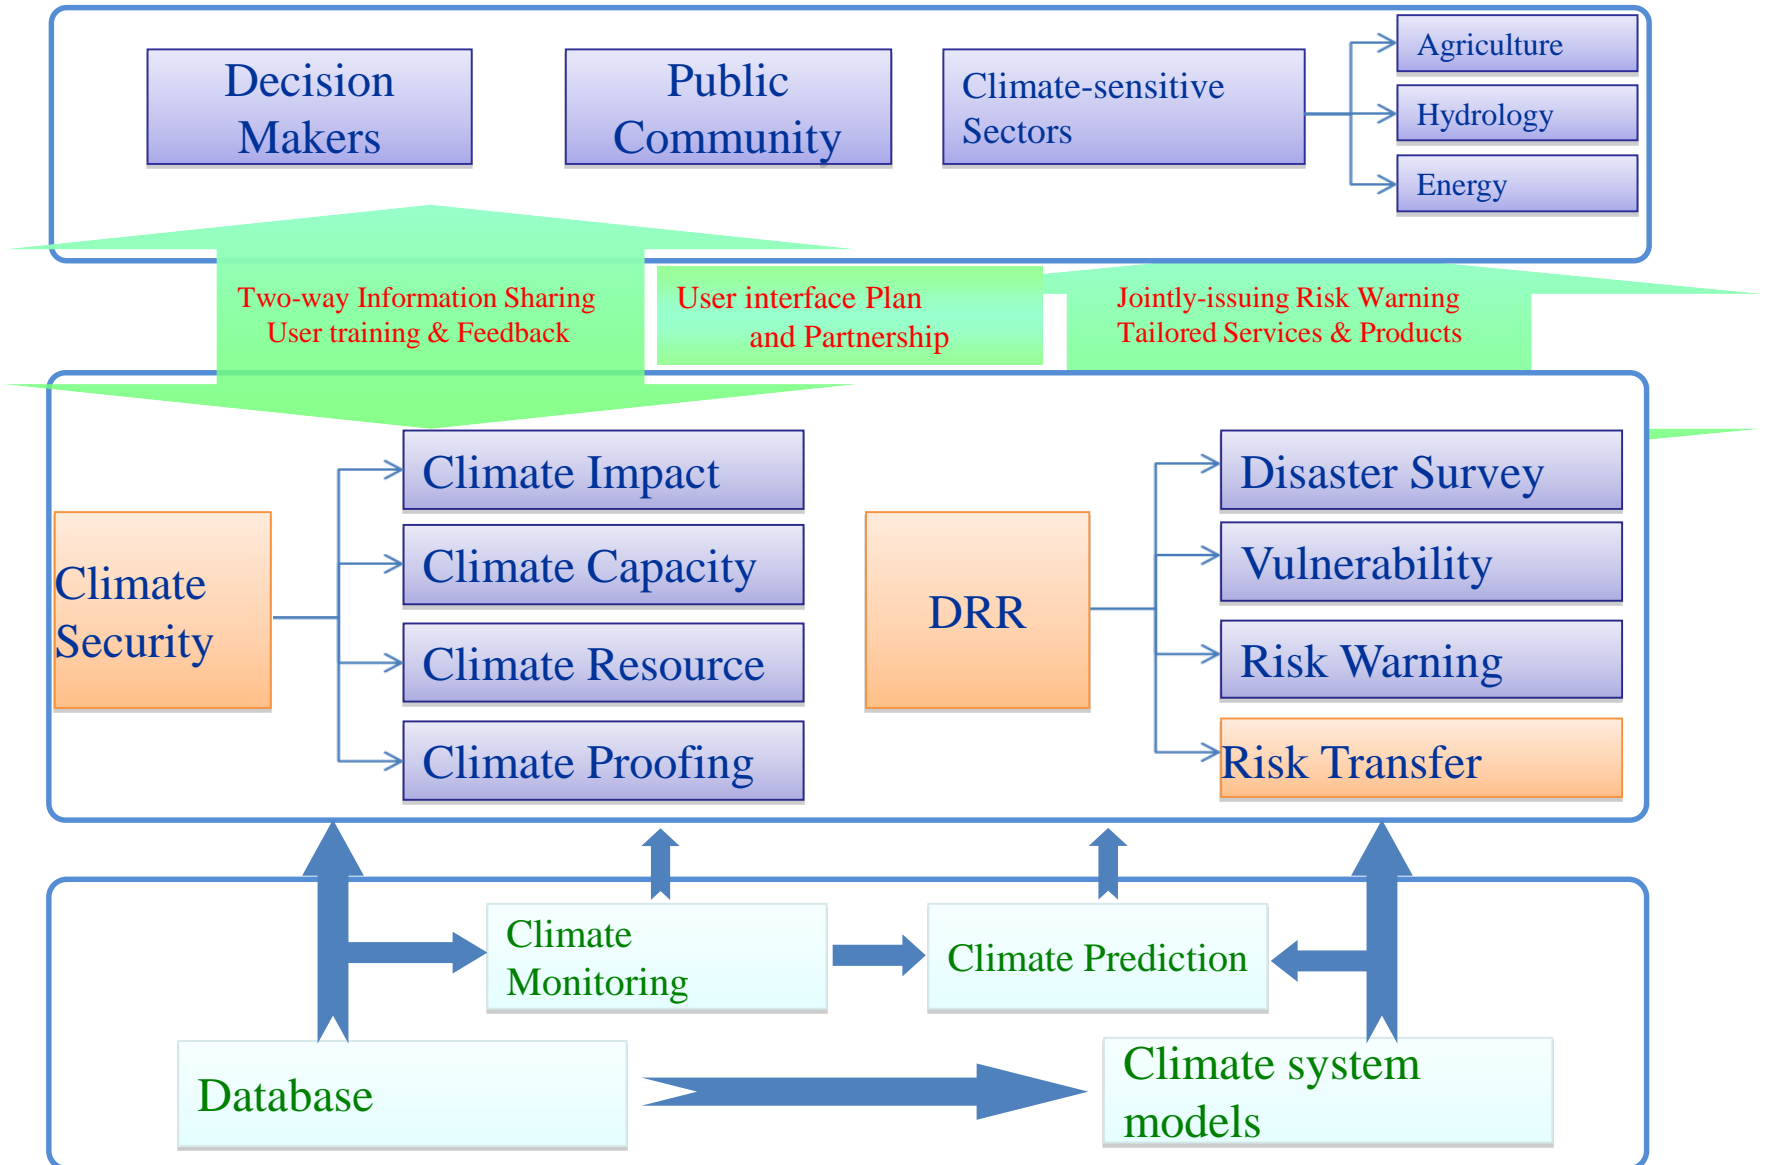 Decision
Makers
Public
Community
Climate-sensitive
Sectors
Agriculture
Hydrology
Energy
Two-way Information Sharing
User training & Feedback
User interface Plan
and Partnership
Jointly-issuing Risk Warning
Tailored Services & Products
Climate
Security
Climate Impact
Climate Capacity
Climate Resource
Climate Proofing
DRR
Disaster Survey
Vulnerability
Risk Warning
Risk Transfer
Climate
Monitoring
Climate Prediction
Database
Climate system
models